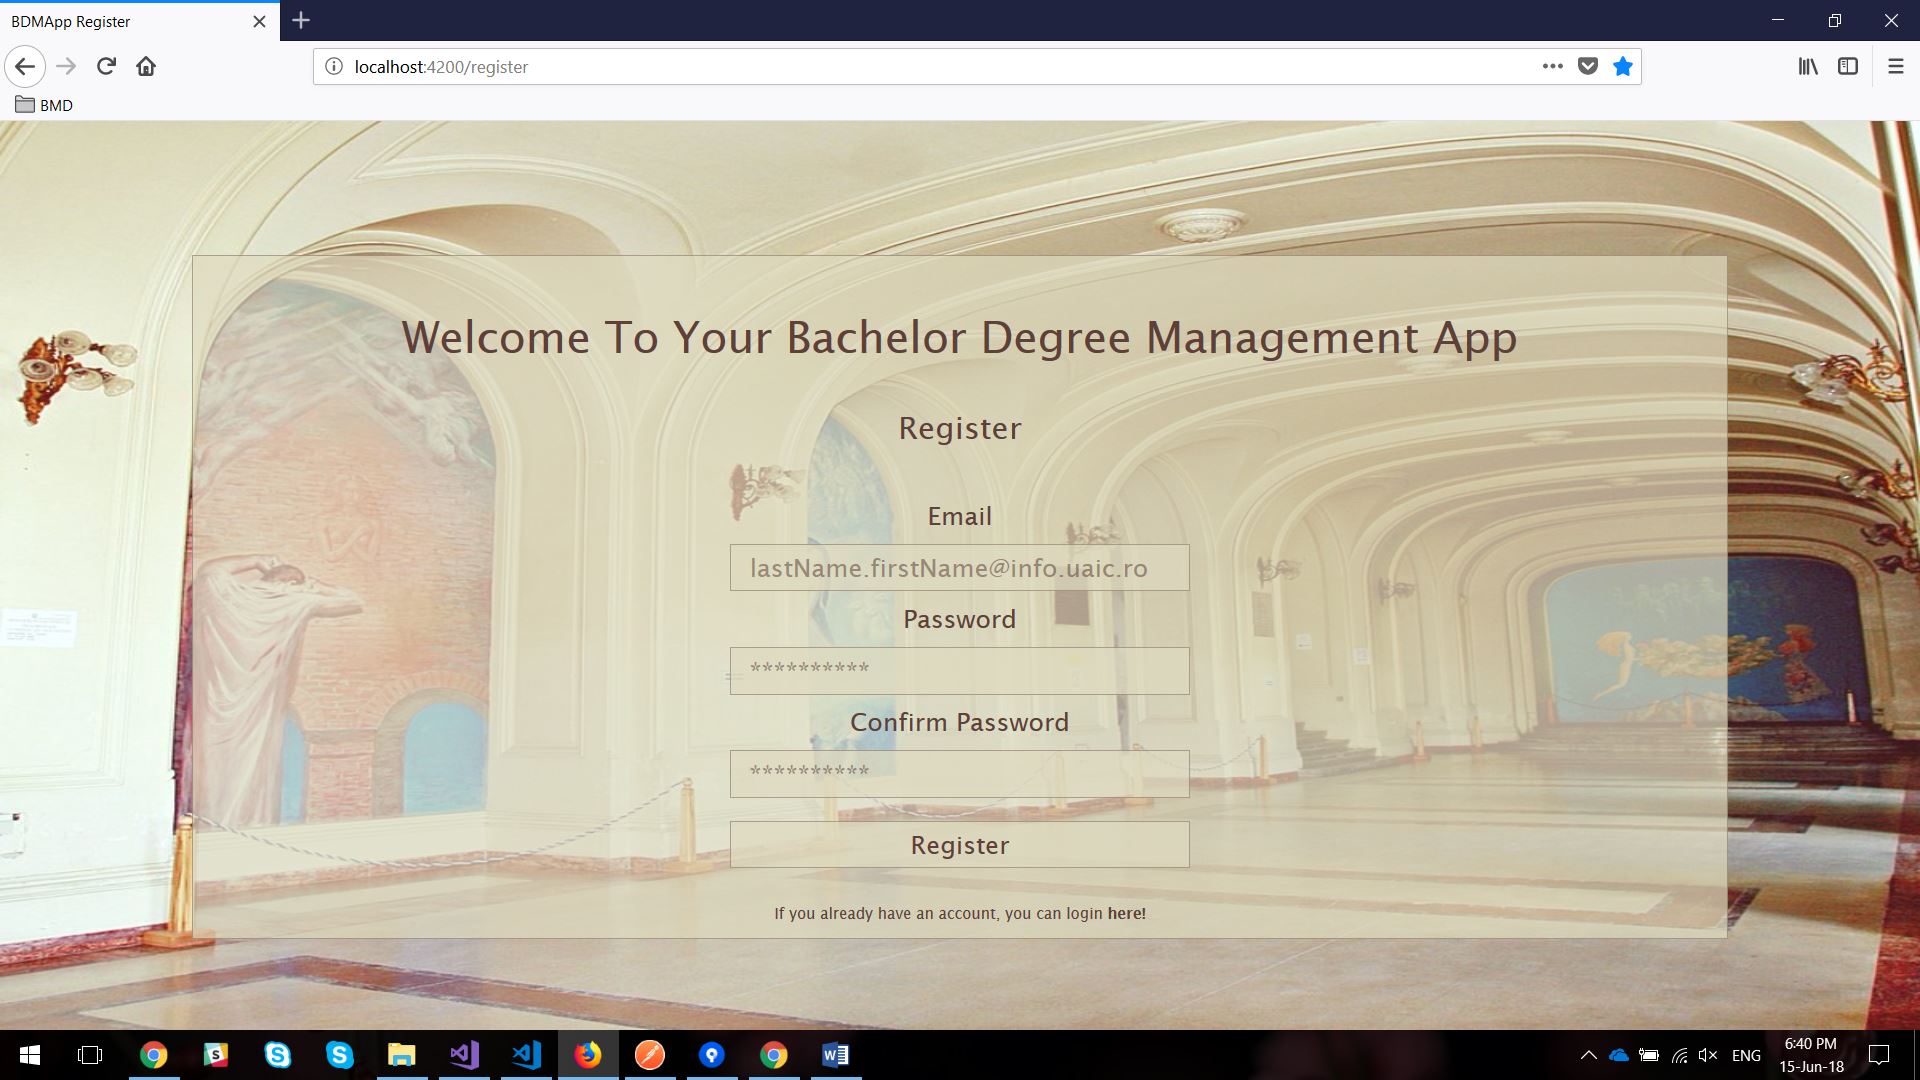 BDMApp Register
localhost:4200/register
BMD
Welcome To Your Bachelor Degree Management App
Register
Email
lastName.firstName@info.uaic.ro
Password
**********
Confirm Password
**********
Register
If you already have an account, you can login here!
ENG
6:40 PM
15-Jun-18